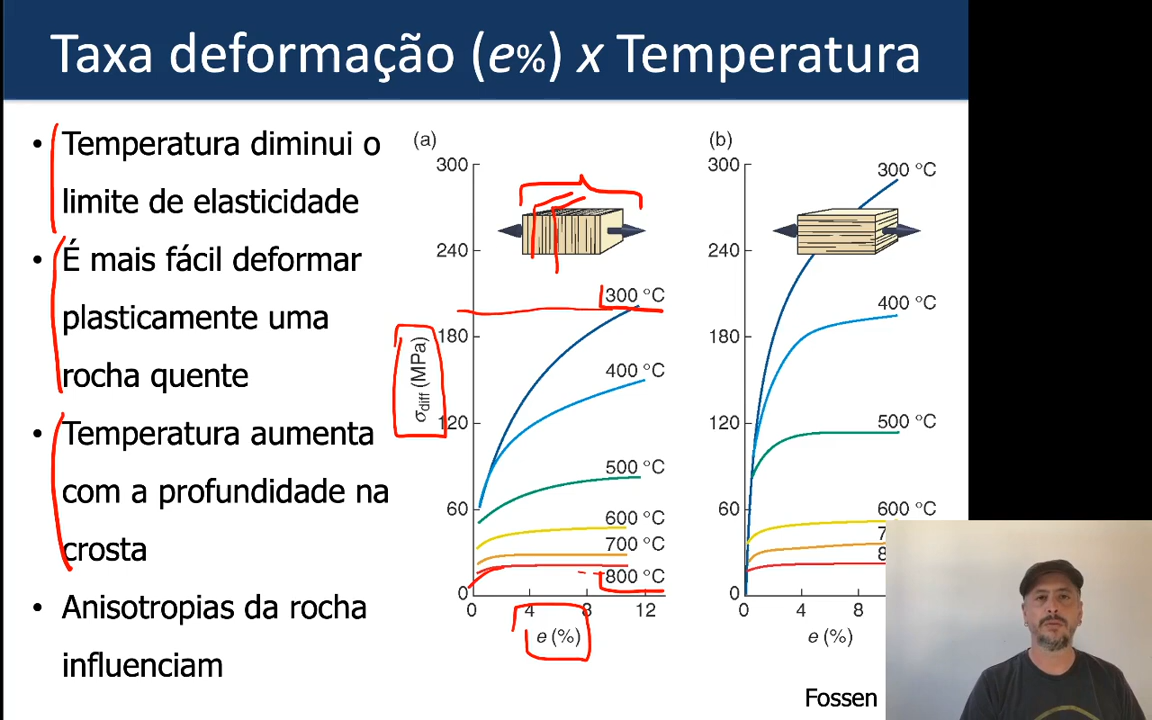 Taxa deformação (e%) x Temperatura
• Temperatura diminui o
limite de elasticidade
• É mais fácil deformar
plasticamente uma
rocha quente
• Temperatura aumenta
com a profundidade na
crosta
• Anisotropias da rocha
influenciam
(a)
300
240
180
120
60
0
σdiff (MPa)
300 °C
400 °C
500 °C
600 °C
700 °C
800 °C
0 4 8 12
e (%)
(b)
300
240
180
120
60
0
300 °C
400 °C
500 °C
600 °C
7
8
0 4 8
e (%)
Fossen